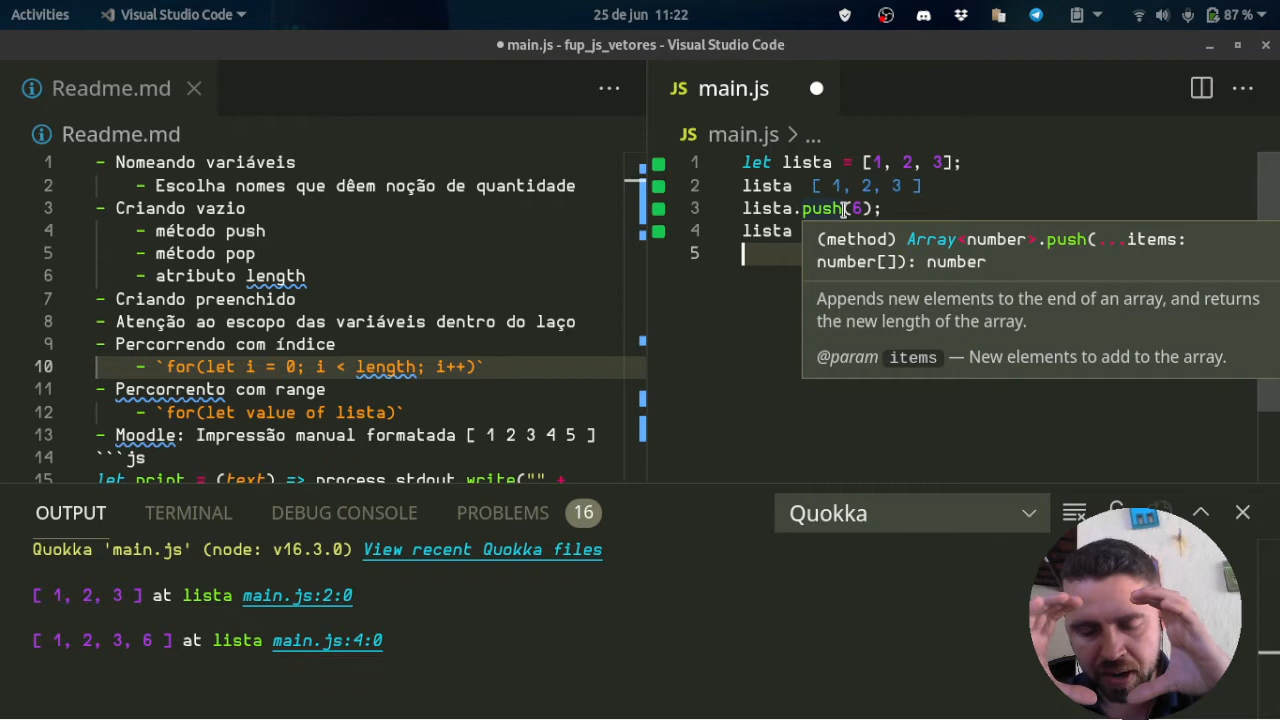 Activities
Visual Studio Code
25 de jun 11:22
87 %
main.js - fup_js_vetores - Visual Studio Code
Readme.md
Readme.md
1 - Nomeando variáveis
2 - Escolha nomes que dêem noção de quantidade
3 - Criando vazio
4 - método push
5 - método pop
6 - atributo length
7 - Criando preenchido
8 - Atenção ao escopo das variáveis dentro do laço
9 - Percorrendo com índice
10 - `for(let i = 0; i < length; i++)`
11 - Percorrento com range
12 - `for(let value of lista)`
13 - Moodle: Impressão manual formatada [ 1 2 3 4 5 ]
14 ```js
15 let print = (text) => process.stdout.write("" +
JS main.js
JS main.js > ...
1 let lista = [1, 2, 3];
2 lista [ 1, 2, 3 ]
3 lista.push(6);
4 lista
5
(method) Array<number>.push(...items:
number[]): number
Appends new elements to the end of an array, and returns
the new length of the array.
@param items — New elements to add to the array.
OUTPUT
TERMINAL
DEBUG CONSOLE
PROBLEMS 16
Quokka
Quokka 'main.js' (node: v16.3.0) View recent Quokka files
[ 1, 2, 3 ] at lista main.js:2:0
[ 1, 2, 3, 6 ] at lista main.js:4:0